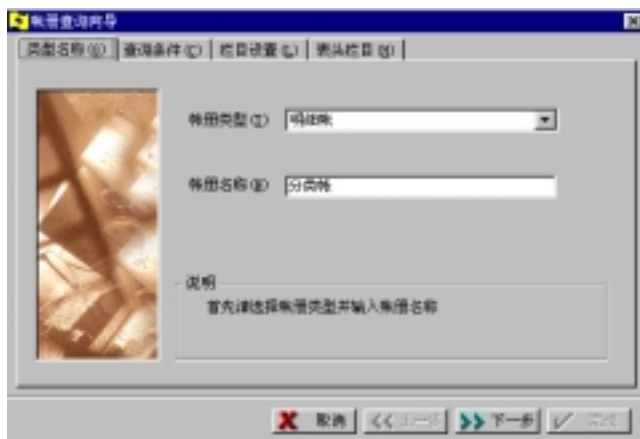 帐册查询向导
类型名称(U) 查询条件(C) 栏目设置(L) 表头栏目(H)
帐册类型(T) 明细帐
帐册名称(N) 分类帐
说明
首先请选择帐册类型并输入帐册名称
取消 上一步 下一步 完成